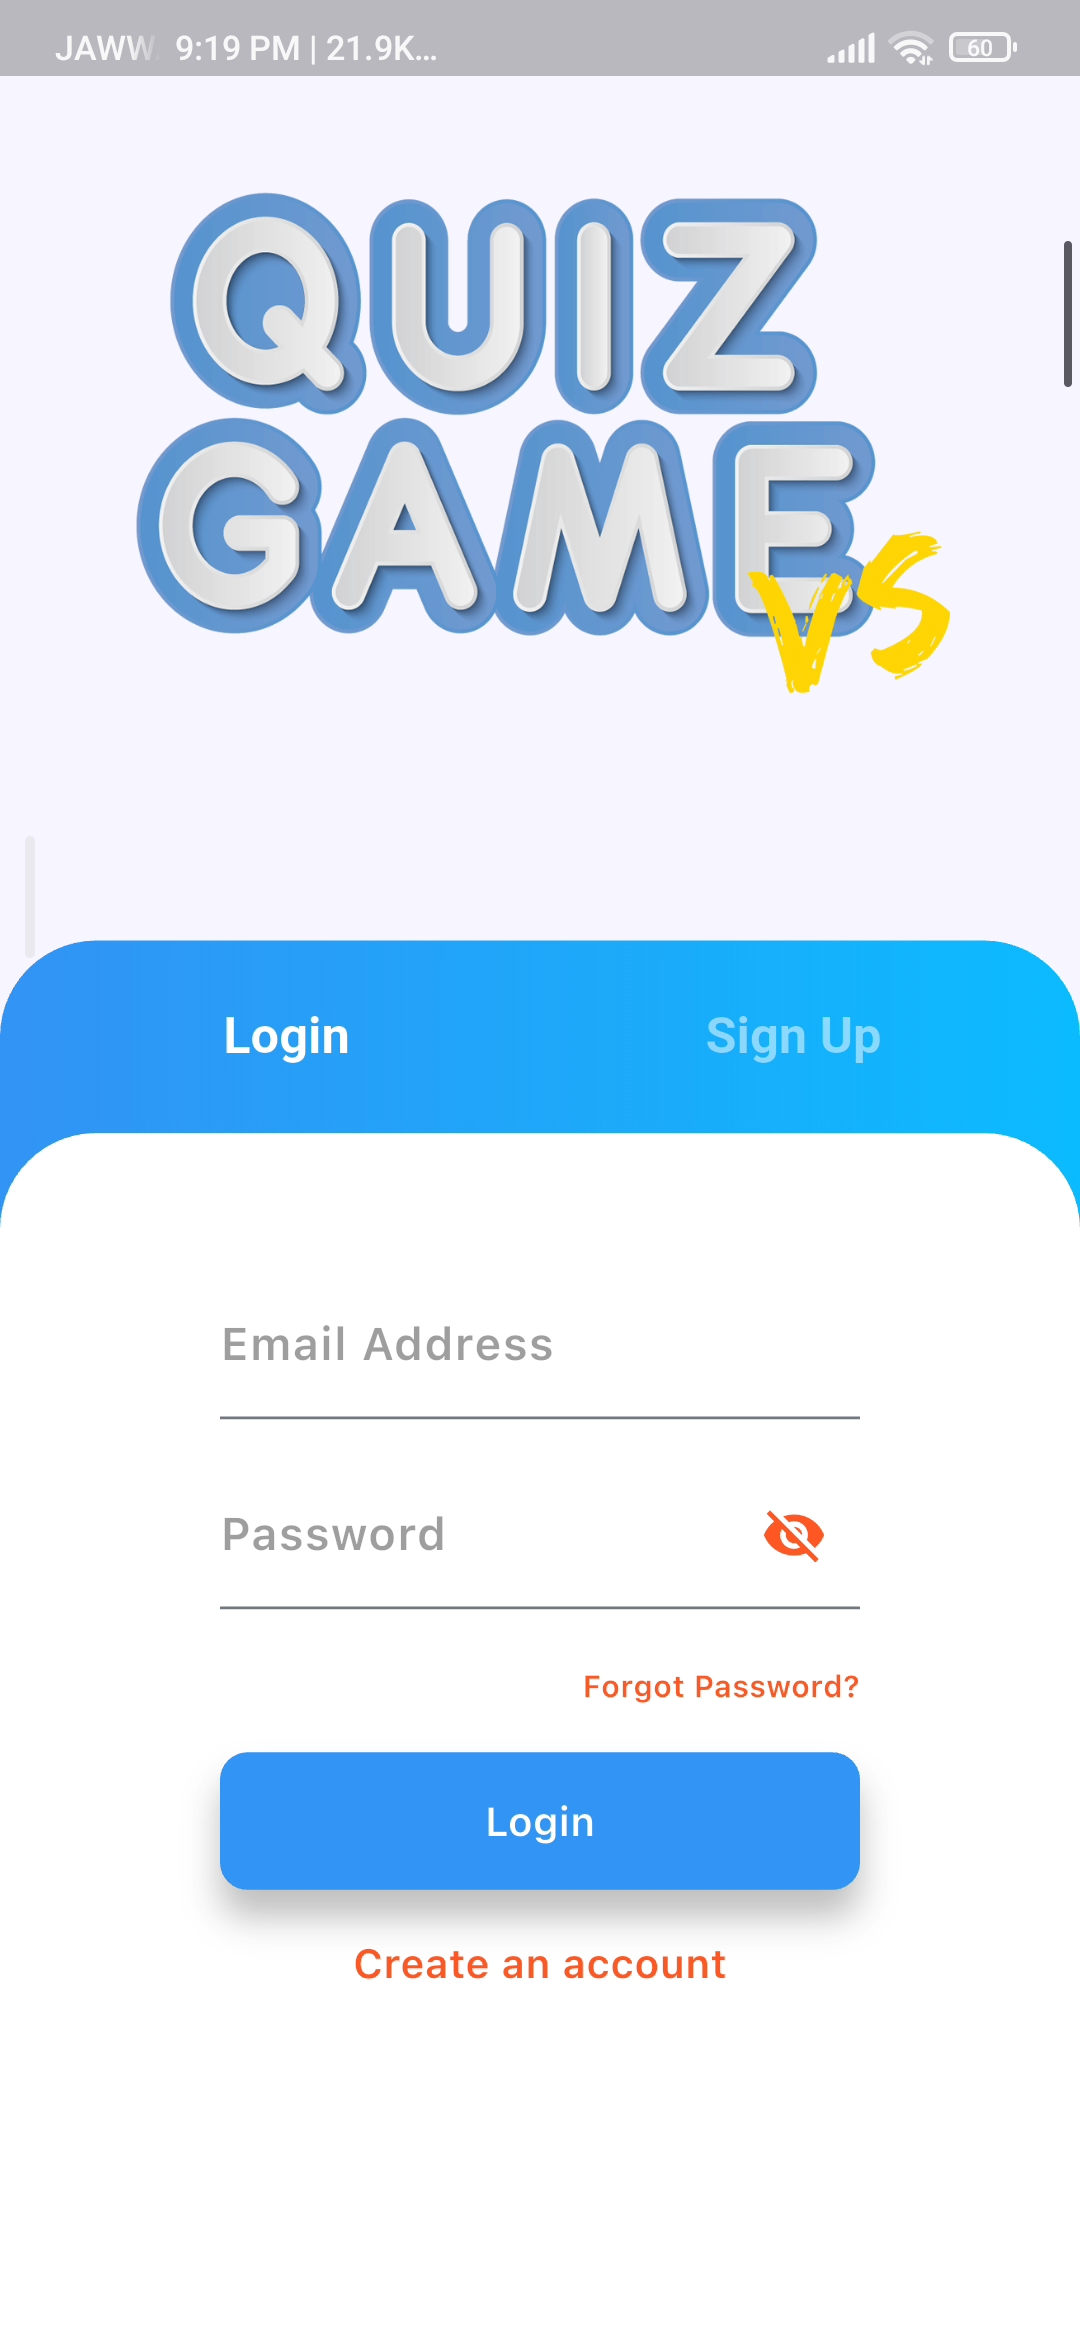 JAWW 9:19 PM | 21.9K...
60
QUIZ
GAME
VS
Login
Sign Up
Email Address
Password
Forgot Password?
Login
Create an account